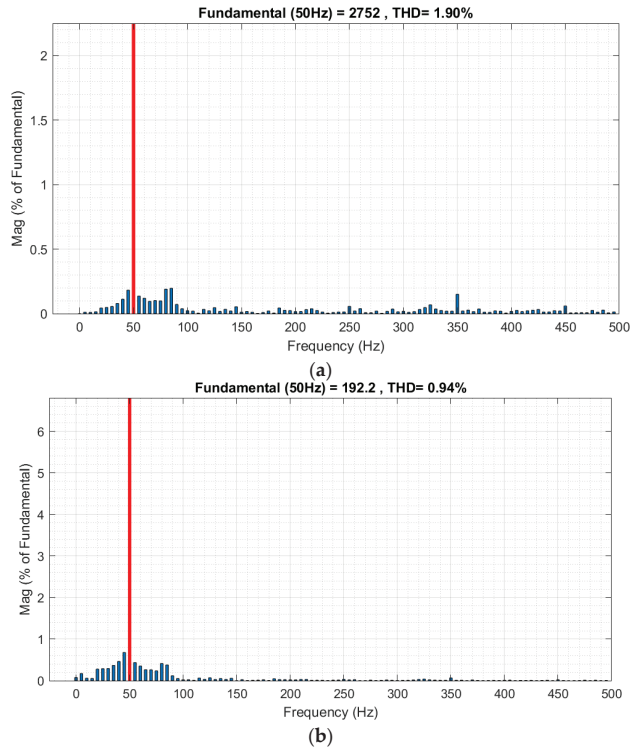 Fundamental (50Hz) = 2752 , THD= 1.90%
2
1.5
1
0.5
0
Mag (% of Fundamental)
0 50 100 150 200 250 300 350 400 450 500
Frequency (Hz)
(a)
Fundamental (50Hz) = 192.2 , THD= 0.94%
6
5
4
3
2
1
0
Mag (% of Fundamental)
0 50 100 150 200 250 300 350 400 450 500
Frequency (Hz)
(b)